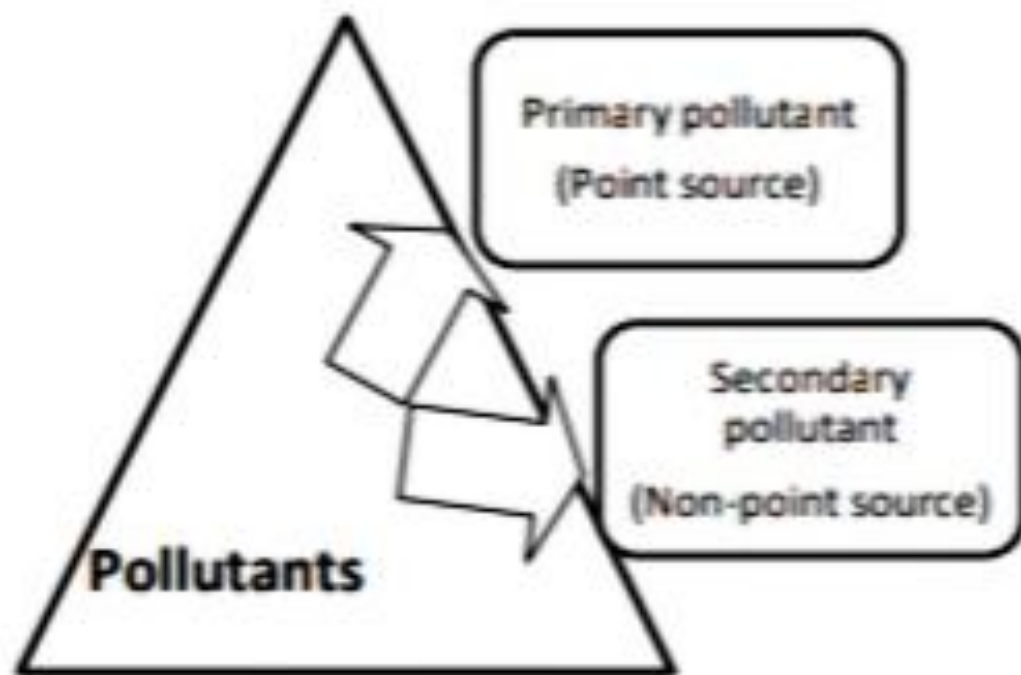 Primary pollutant
(Point source)
Secondary
pollutant
(Non-point source)
Pollutants